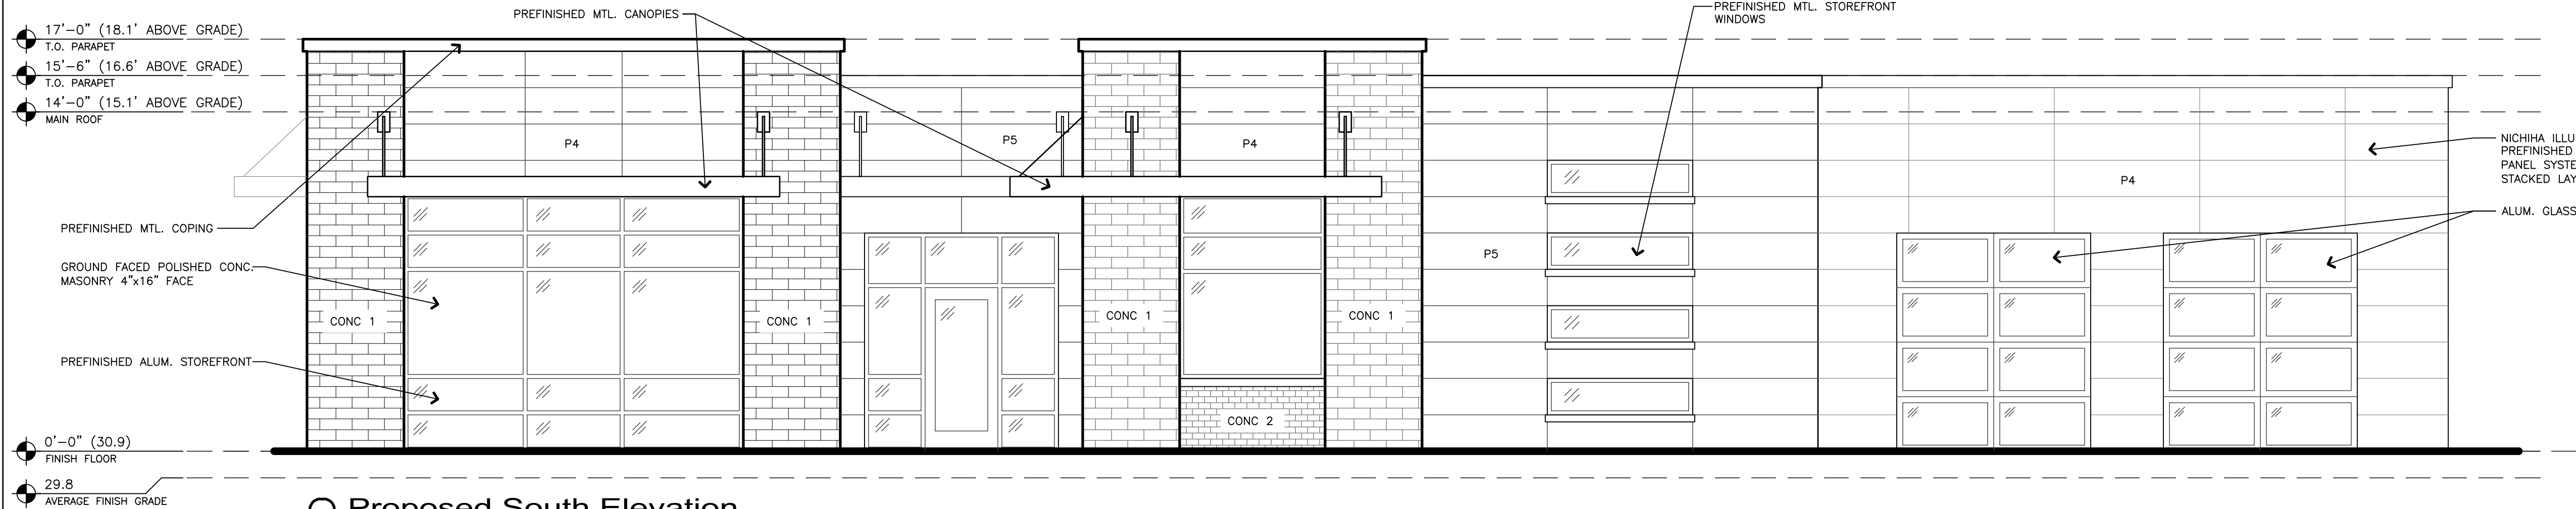 PREFINISHED MTL. CANOPIES
PREFINISHED MTL. STOREFRONT
WINDOWS
17'-0" (18.1' ABOVE GRADE)
T.O. PARAPET
15'-6" (16.6' ABOVE GRADE)
T.O. PARAPET
14'-0" (15.1' ABOVE GRADE)
MAIN ROOF
P4
P5
P4
NICHIHA ILLU
PREFINISHED
PANEL SYSTE
STACKED LAY
P4
PREFINISHED MTL. COPING
ALUM. GLASS
P5
GROUND FACED POLISHED CONC.
MASONRY 4"x16" FACE
CONC 1
CONC 1
CONC 1
CONC 1
PREFINISHED ALUM. STOREFRONT
CONC 2
0'-0" (30.9)
FINISH FLOOR
29.8
AVERAGE FINISH GRADE
Proposed South Elevation